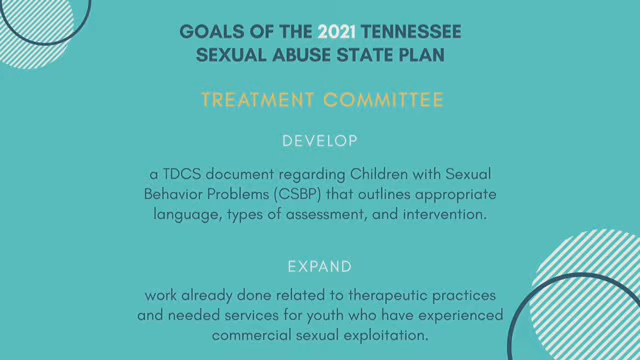 GOALS OF THE 2021 TENNESSEE
SEXUAL ABUSE STATE PLAN
TREATMENT COMMITTEE
DEVELOP
a TDCS document regarding Children with Sexual
Behavior Problems (CSBP) that outlines appropriate
language, types of assessment, and intervention.
EXPAND
work already done related to therapeutic practices
and needed services for youth who have experienced
commercial sexual exploitation.